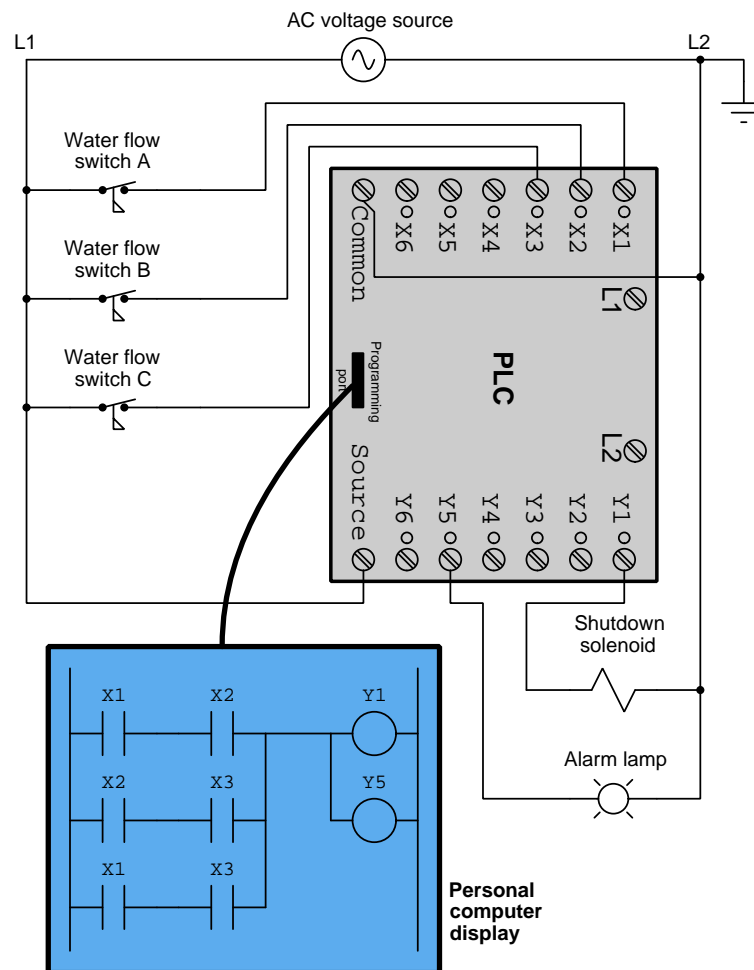 AC voltage source
L1
L2
Water flow
switch A
Water flow
switch B
Water flow
switch C
Common
X6
X5
X4
X3
X2
X1
L1
Programming
port
PLC
L2
Source
Y6
Y5
Y4
Y3
Y2
Y1
Shutdown
solenoid
Alarm lamp
X1
X2
Y1
X2
X3
Y5
X1
X3
Personal
computer
display